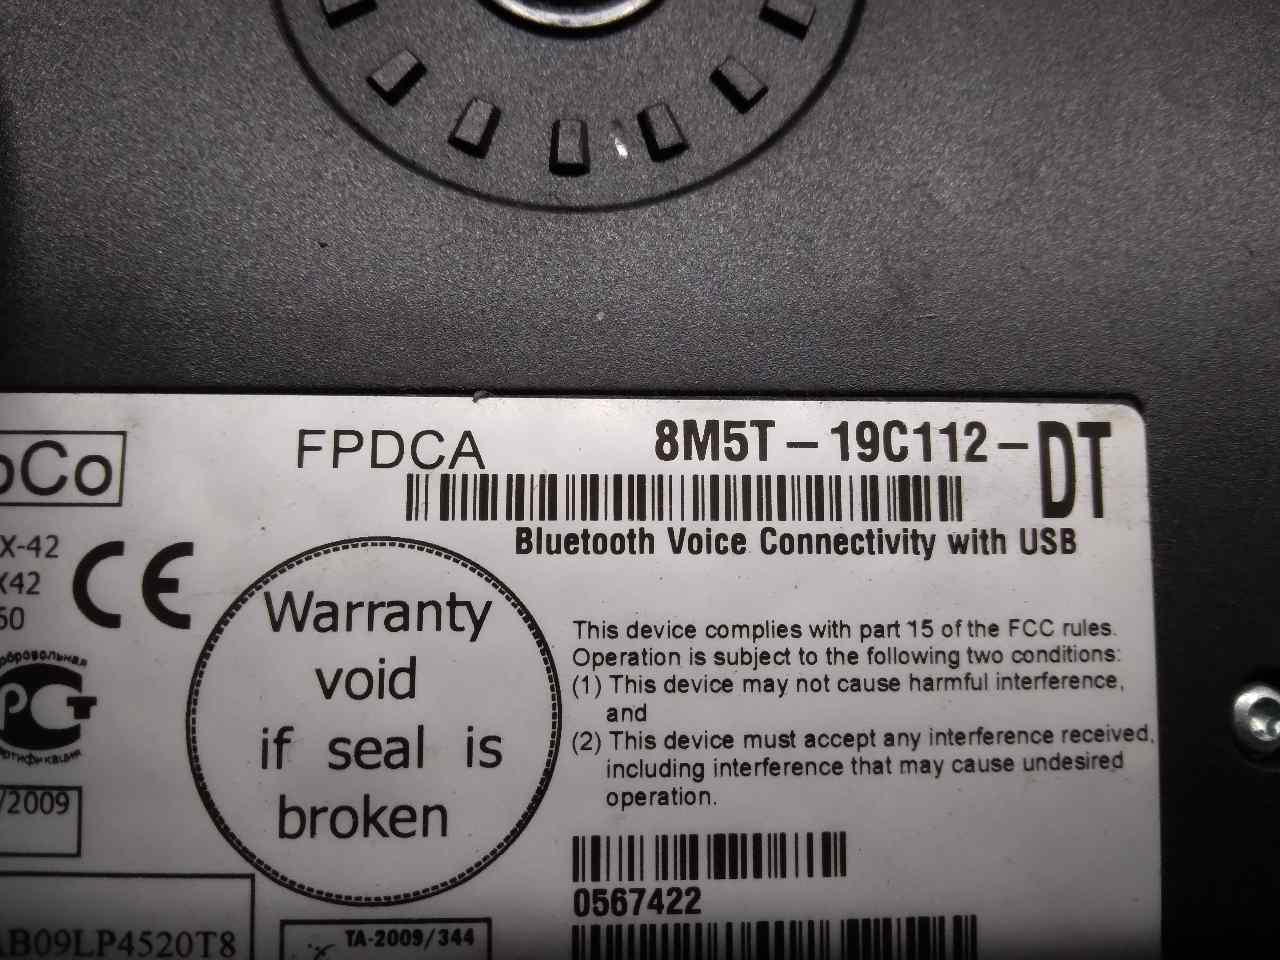 FPDCA
8M5T-19C112-DT
oCo
Bluetooth Voice Connectivity with USB
X-42
X42
60
CE
Warranty
void
if seal is
broken
This device complies with part 15 of the FCC rules.
Operation is subject to the following two conditions:
(1) This device may not cause harmful interference,
and
(2) This device must accept any interference received,
including interference that may cause undesired
operation.
/2009
0567422
AB09LP4520T8
TA-2009/344